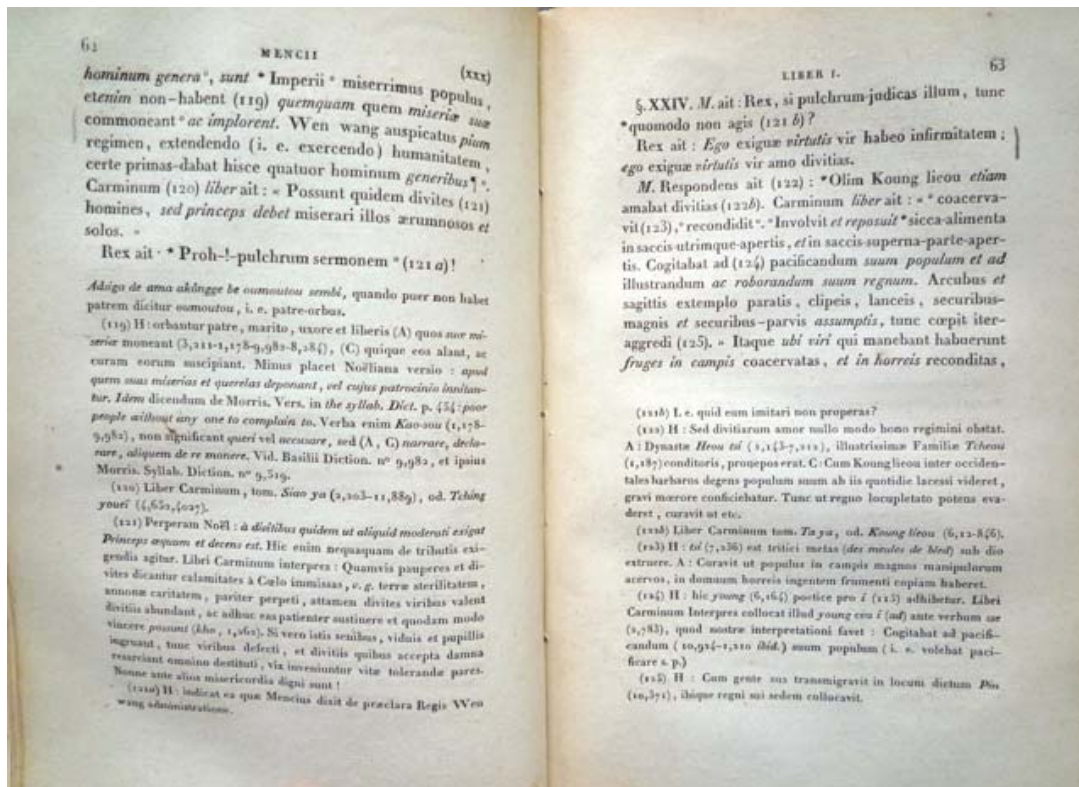 62
MENCII
(xxx)
hominum genera °, sunt * Imperii ° miserrimus populus,
etenim non-habent (119) quemquam quem miseriæ suæ
commoneant ° ac implorent. Wen wang auspicatus pium
regimen, extendendo (i. e. exercendo) humanitatem,
certe primas-dabat hisce quatuor hominum generibus ¶ °.
Carminum (120) liber ait : « Possunt quidem divites (121)
homines, sed princeps debet miserari illos ærumnosos et
solos. »
Rex ait · * Proh-!-pulchrum sermonem ° (121 a)!
Adsiga de ama akôngge be oumoutou sembi, quando puer non habet
patrem dicitur oumoutou, i. e. patre-orbus.
(119) H : orbantur patre, marito, uxore et liberis (A) quos suæ mi-
seriæ moneant (3,211-1,178-9,982-8,284), (C) quique eos alant, ac
curam eorum suscipiant. Minus placet Noëliana versio : apud
quem suas miserias et querelas deponant, vel cujus patrocinio innitan-
tur. Idem dicendum de Morris. Vers. in the syllab. Dict. p. 454 : poor
people without any one to complain to. Verba enim Kao-sou (1,178-
9,982), non significant queri vel accusare, sed (A, C) narrare, decla-
rare, aliquem de re monere. Vid. Basilii Diction. n° 9,982, et ipsius
Morris. Syllab. Diction. n° 9,519.
(120) Liber Carminum, tom. Siao ya (2,203-11,889), od. Tching
youei (4,652,4027).
(121) Perperam Noël : à divitibus quidem ut aliquid moderati exigat
Princeps æquum et decens est. Hic enim nequaquam de tributis exi-
gendis agitur. Libri Carminum interpres : Quamvis pauperes et di-
vites dicantur calamitates à Cœlo immissas, v. g. terræ sterilitatem,
annonæ caritatem, pariter perpeti, attamen divites viribus valent
divitiis abundant, ac adhuc eas patienter sustinere et quodam modo
vincere possunt (kho, 1,262). Si vero istis senibus, viduis et pupillis
ingruant, tunc viribus defecti, et divitiis quibus accepta damna
resarciant omnino destituti, vix inveniuntur vitæ tolerandæ pares.
Nonne ante alios misericordia digni sunt !
(121a) H : indicat ea quæ Mencius dixit de præclara Regis Wen
wang administratione.
LIBER I.
63
§. XXIV. M. ait : Rex, si pulchrum-judicas illum, tunc
*quomodo non agis (121 b)?
Rex ait : Ego exiguæ virtutis vir habeo infirmitatem ;
ego exiguæ virtutis vir amo divitias.
M. Respondens ait (122) : *Olim Koung lieou etiam
amabat divitias (122b). Carminum liber ait : « ° coacerva-
vit (123), ° recondidit °. ° Involvit et reposuit * sicca-alimenta
in saccis-utrimque-apertis, et in saccis-superna-parte-aper-
tis. Cogitabat ad (124) pacificandum suum populum et ad
illustrandum ac roborandum suum regnum. Arcubus et
sagittis extemplo paratis, clipeis, lanceis, securibus-
magnis et securibus-parvis assumptis, tunc cœpit iter-
aggredi (125). » Itaque ubi viri qui manebant habuerunt
fruges in campis coacervatas, et in horreis reconditas,
(121b) I. e. quid eum imitari non properas?
(122) H : Sed divitiarum amor nullo modo bono regimini obstat.
A : Dynastæ Heou tsi (2,143-7,212), illustrissimæ Familiæ Tcheou
(1,187) conditoris, pronepos erat. C : Cum Koung lieou inter occiden-
tales barbaros degens populum suum ab iis quotidie lacessi videret,
gravi mœrore conficiebatur. Tunc ut regno locupletato potens eva-
deret, curavit ut etc.
(122b) Liber Carminum tom. Ta ya, od. Koung lieou (6,12-846).
(123) H : tsi (7,236) est tritici metas (des meules de bled) sub dio
extruere. A : Curavit ut populus in campis magnos manipulorum
acervos, in domuum horreis ingentem frumenti copiam haberet.
(124) H : hic young (6,164) poetice pro i (113) adhibetur. Libri
Carminum Interpres collocat illud young ceu i (ad) ante verbum sse
(2,783), quod nostræ interpretationi favet : Cogitabat ad pacifi-
candum (10,924-1,210 ibid.) suum populum (i. e. volebat paci-
ficare s. p.)
(125) H : Cum gente sua transmigravit in locum dictum Pin
(10,371), ibique regni sui sedem collocavit.